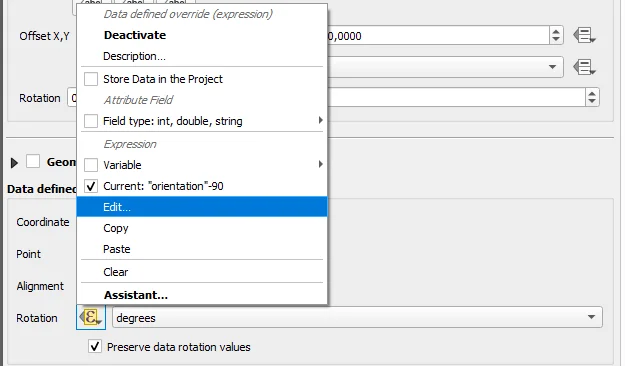 Data defined override (expression)
Deactivate
Description...
Store Data in the Project
Attribute Field
Field type: int, double, string
Expression
Variable
Current: "orientation"-90
Edit...
Copy
Paste
Clear
Assistant...
Offset X,Y
0,0000
Rotation
Geom
Data defined
Coordinate
Point
Alignment
Rotation
degrees
Preserve data rotation values